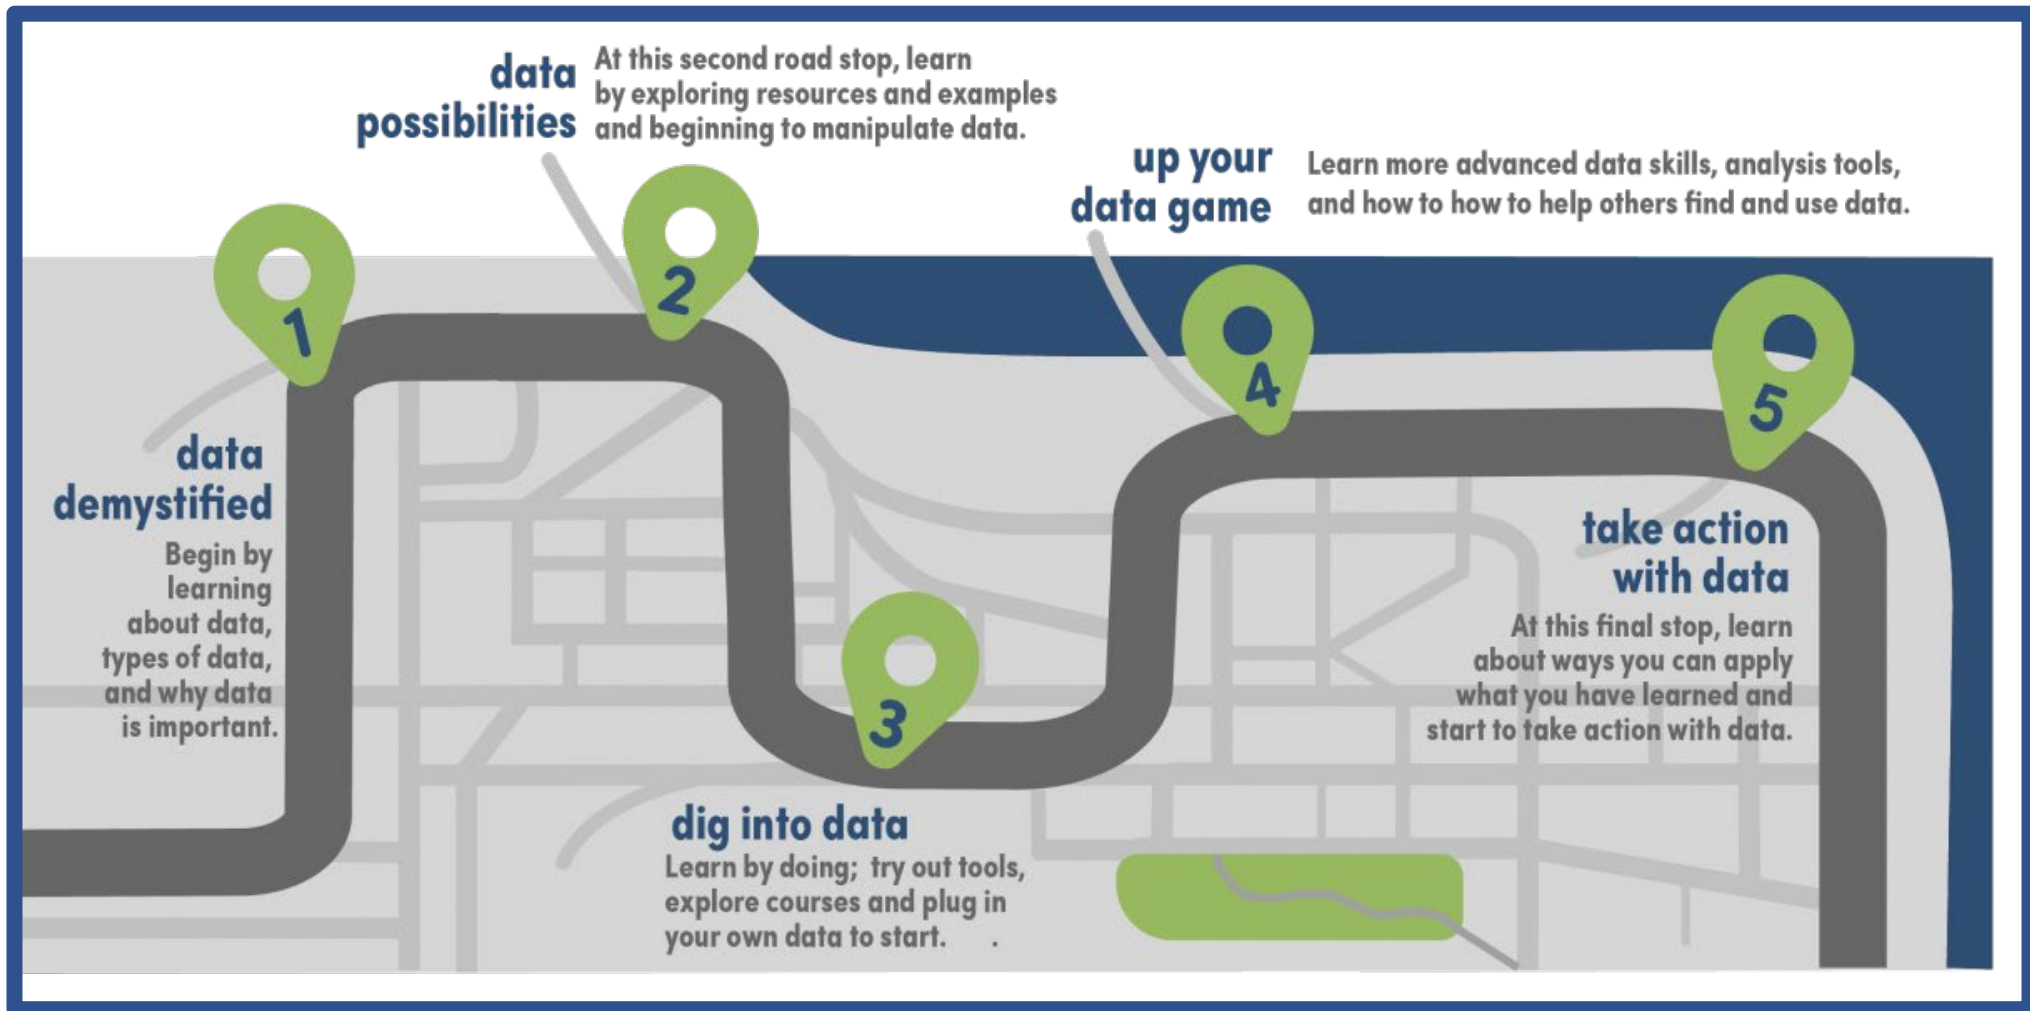 data
possibilities
At this second road stop, learn
by exploring resources and examples
and beginning to manipulate data.
up your
data game
Learn more advanced data skills, analysis tools,
and how to how to help others find and use data.
1
2
4
5
data
demystified
Begin by
learning
about data,
types of data,
and why data
is important.
take action
with data
At this final stop, learn
about ways you can apply
what you have learned and
start to take action with data.
3
dig into data
Learn by doing; try out tools,
explore courses and plug in
your own data to start. .